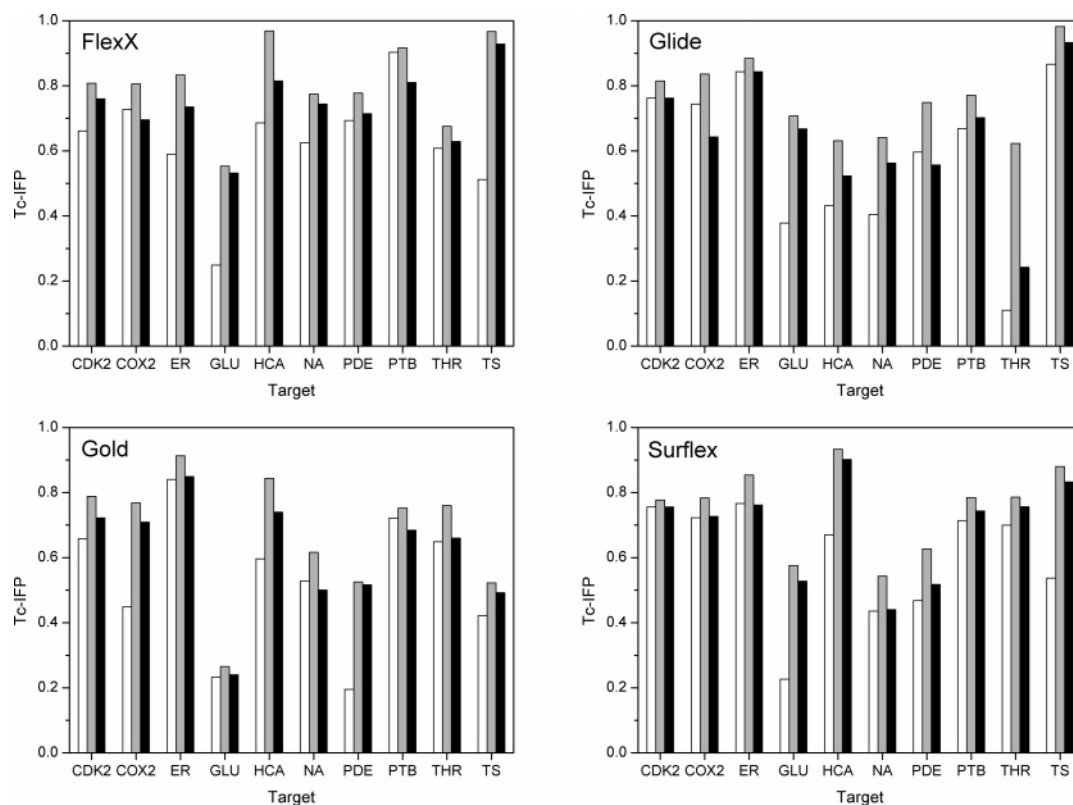 FlexX
Tc-IFP
1.0
0.8
0.6
0.4
0.2
0.0
CDK2 COX2 ER GLU HCA NA PDE PTB THR TS
Target
Glide
Tc-IFP
1.0
0.8
0.6
0.4
0.2
0.0
CDK2 COX2 ER GLU HCA NA PDE PTB THR TS
Target
Gold
Tc-IFP
1.0
0.8
0.6
0.4
0.2
0.0
CDK2 COX2 ER GLU HCA NA PDE PTB THR TS
Target
Surflex
Tc-IFP
1.0
0.8
0.6
0.4
0.2
0.0
CDK2 COX2 ER GLU HCA NA PDE PTB THR TS
Target